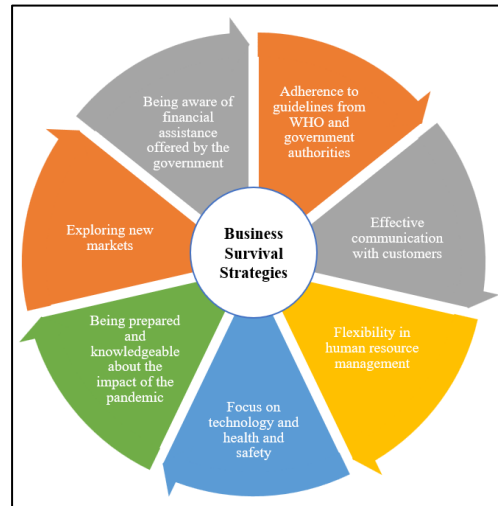 Business
Survival
Strategies
Adherence to
guidelines from
WHO and
government
authorities
Effective
communication
with customers
Flexibility in
human resource
management
Focus on
technology and
health and
safety
Being prepared
and
knowledgeable
about the
impact of the
pandemic
Exploring new
markets
Being aware of
financial
assistance
offered by the
government